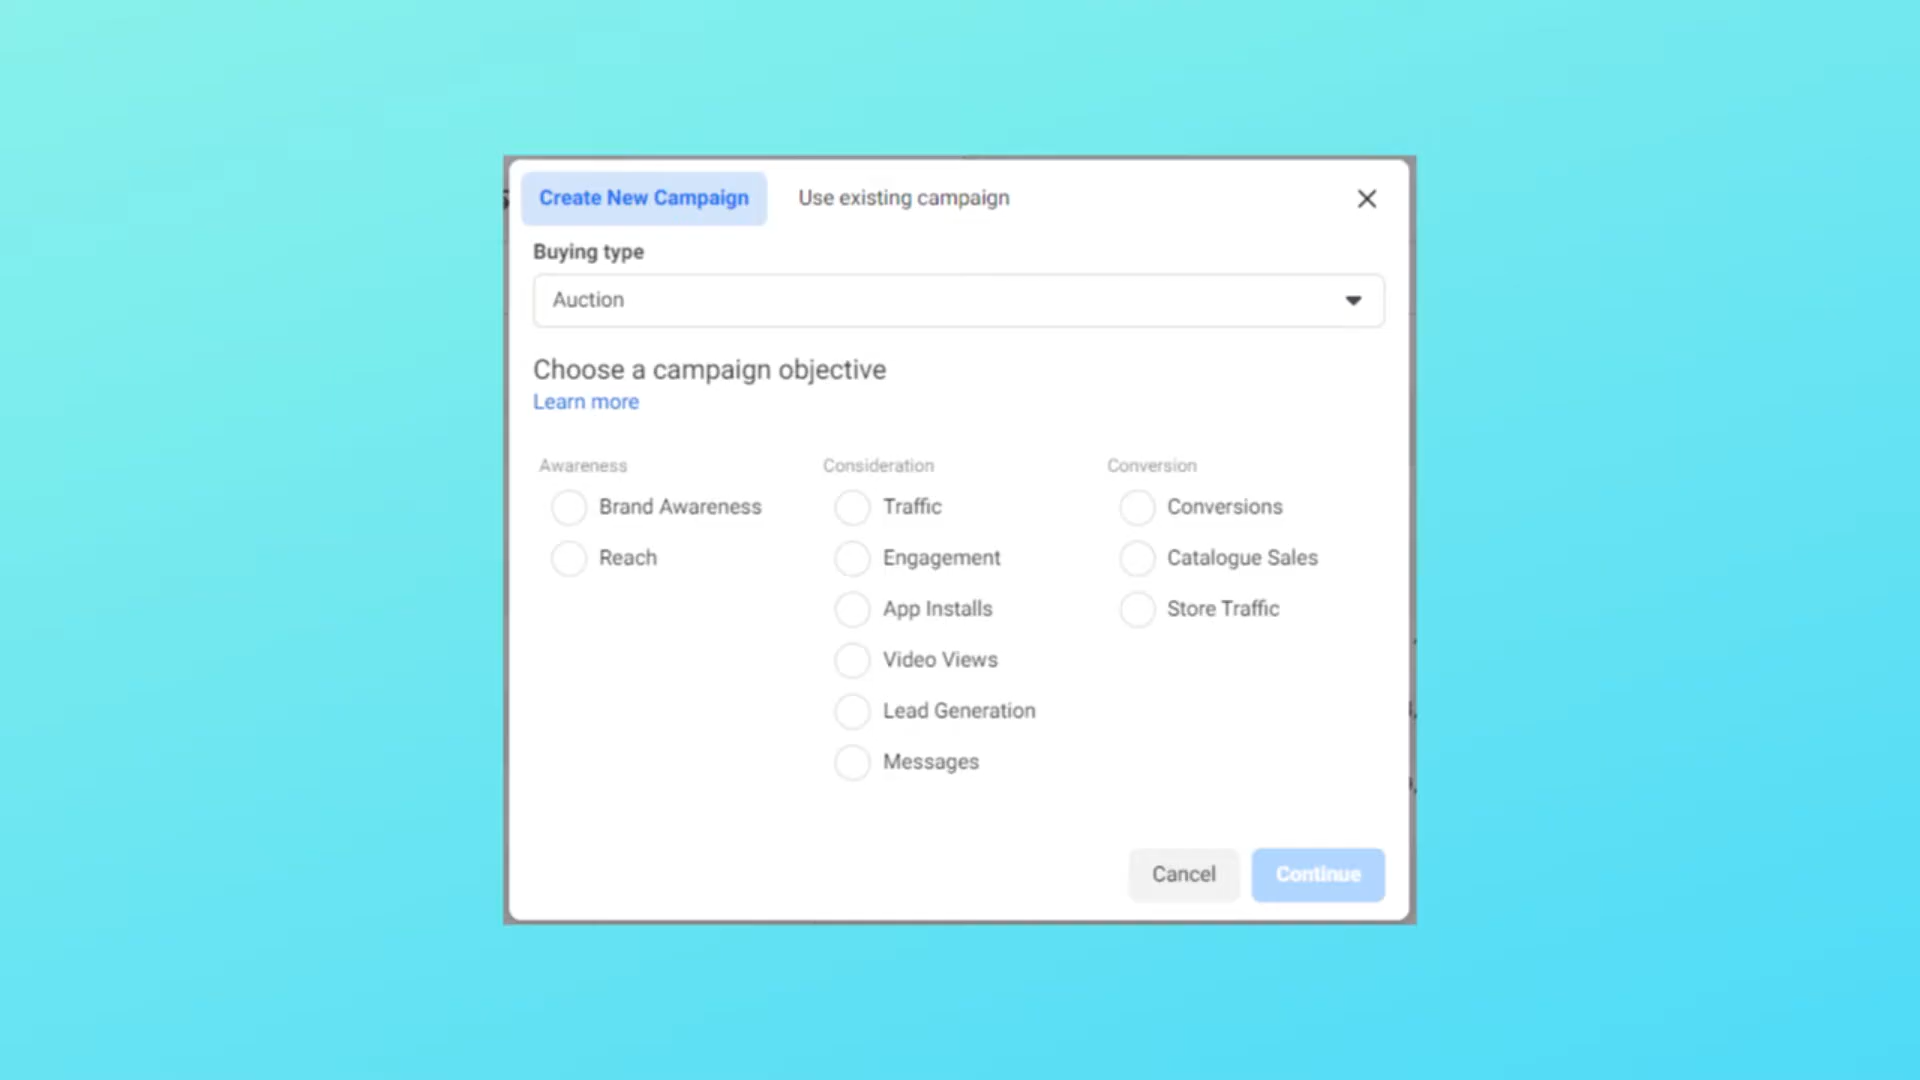 Create New Campaign
Use existing campaign
Buying type
Auction
Choose a campaign objective
Learn more
Awareness
Brand Awareness
Reach
Consideration
Traffic
Engagement
App Installs
Video Views
Lead Generation
Messages
Conversion
Conversions
Catalogue Sales
Store Traffic
Cancel
Continue